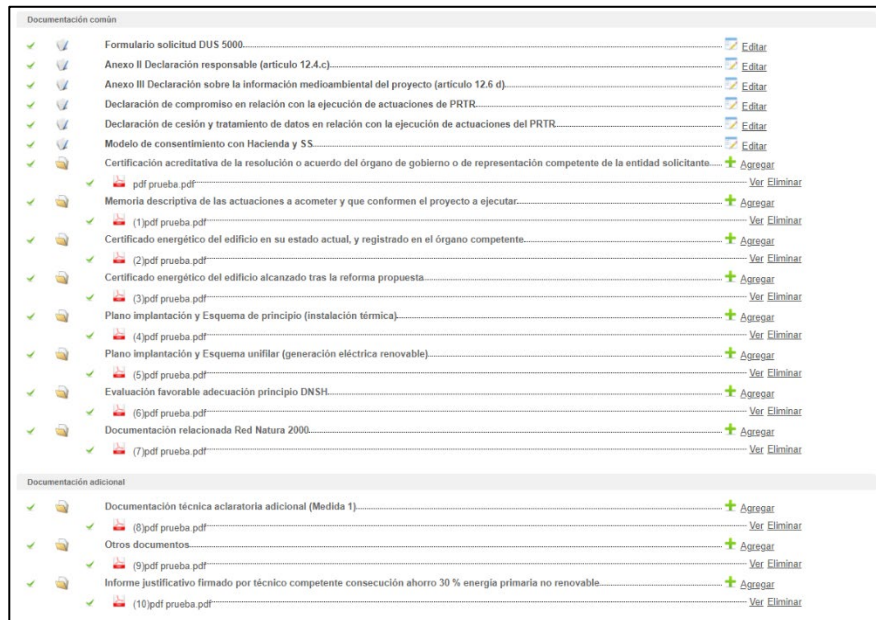 Documentación común
Formulario solicitud DUS 5000 Editar
Anexo II Declaración responsable (articulo 12.4.c) Editar
Anexo III Declaración sobre la información medioambiental del proyecto (artículo 12.6 d) Editar
Declaración de compromiso en relación con la ejecución de actuaciones de PRTR Editar
Declaración de cesión y tratamiento de datos en relación con la ejecución de actuaciones del PRTR Editar
Modelo de consentimiento con Hacienda y SS Editar
Certificación acreditativa de la resolución o acuerdo del órgano de gobierno o de representación competente de la entidad solicitante Agregar
pdf prueba.pdf Ver Eliminar
Memoria descriptiva de las actuaciones a acometer y que conformen el proyecto a ejecutar Agregar
(1)pdf prueba.pdf Ver Eliminar
Certificado energético del edificio en su estado actual, y registrado en el órgano competente Agregar
(2)pdf prueba.pdf Ver Eliminar
Certificado energético del edificio alcanzado tras la reforma propuesta Agregar
(3)pdf prueba.pdf Ver Eliminar
Plano implantación y Esquema de principio (instalación térmica) Agregar
(4)pdf prueba.pdf Ver Eliminar
Plano implantación y Esquema unifilar (generación eléctrica renovable) Agregar
(5)pdf prueba.pdf Ver Eliminar
Evaluación favorable adecuación principio DNSH Agregar
(6)pdf prueba.pdf Ver Eliminar
Documentación relacionada Red Natura 2000 Agregar
(7)pdf prueba.pdf Ver Eliminar
Documentación adicional
Documentación técnica aclaratoria adicional (Medida 1) Agregar
(8)pdf prueba.pdf Ver Eliminar
Otros documentos Agregar
(9)pdf prueba.pdf Ver Eliminar
Informe justificativo firmado por técnico competente consecución ahorro 30 % energía primaria no renovable Agregar
(10)pdf prueba.pdf Ver Eliminar